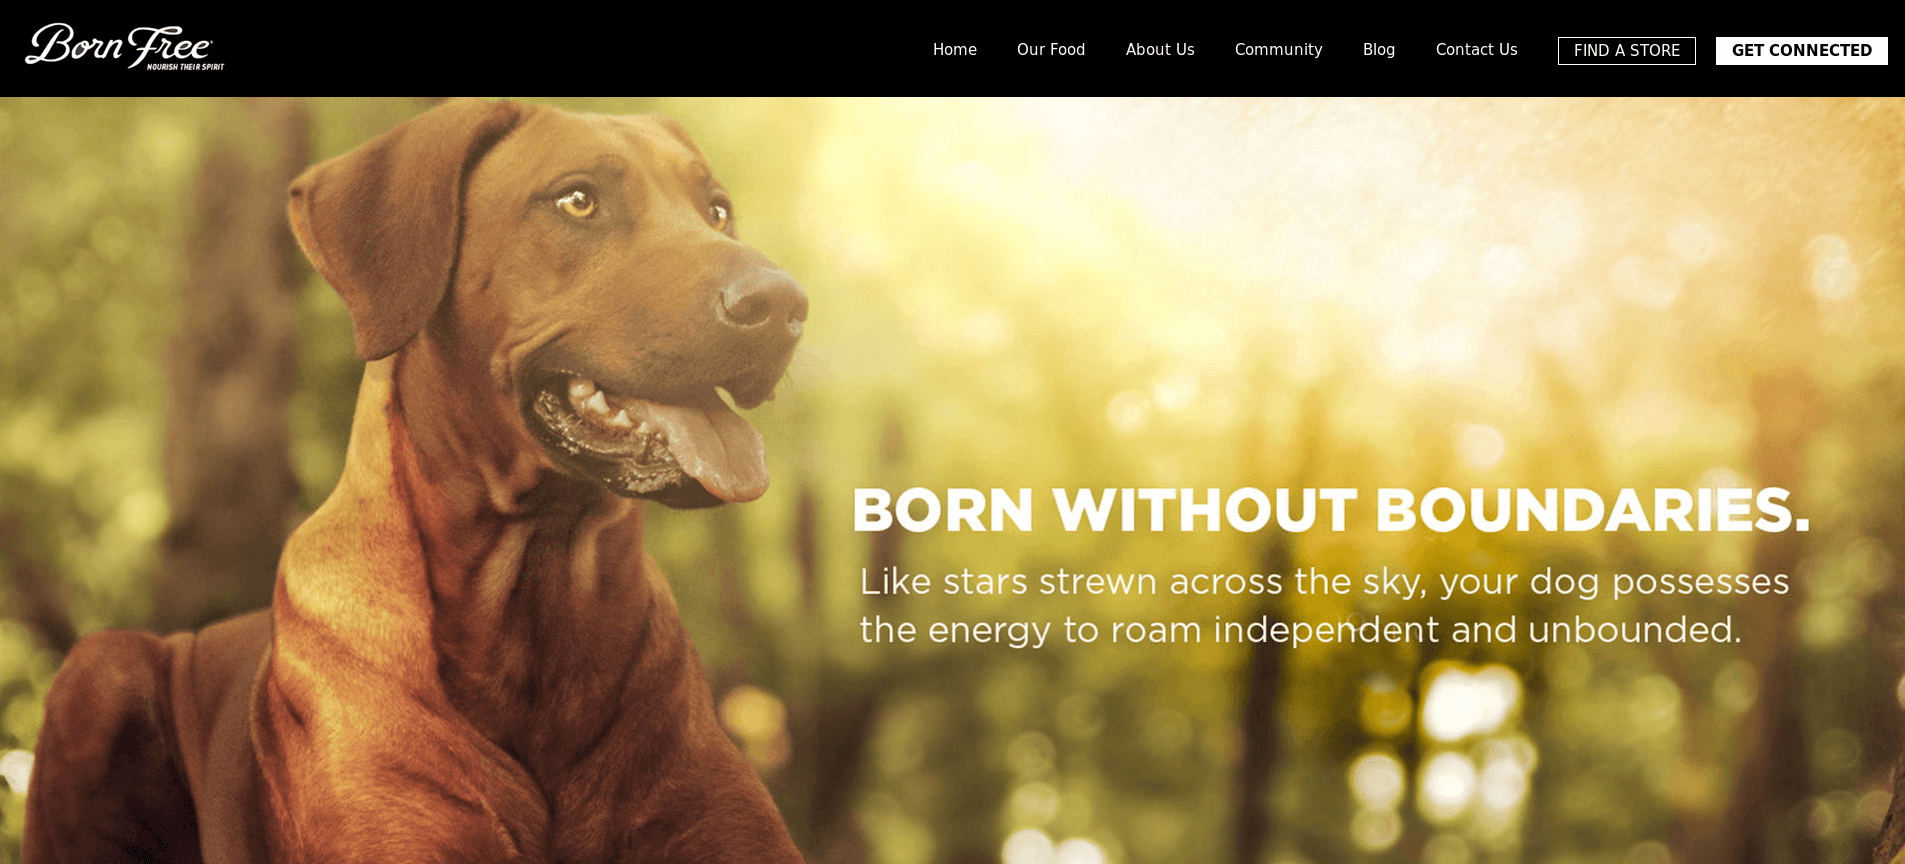 Born Free
NOURISH THEIR SPIRIT
Home Our Food About Us Community Blog Contact Us FIND A STORE GET CONNECTED
BORN WITHOUT BOUNDARIES.
Like stars strewn across the sky, your dog possesses
the energy to roam independent and unbounded.